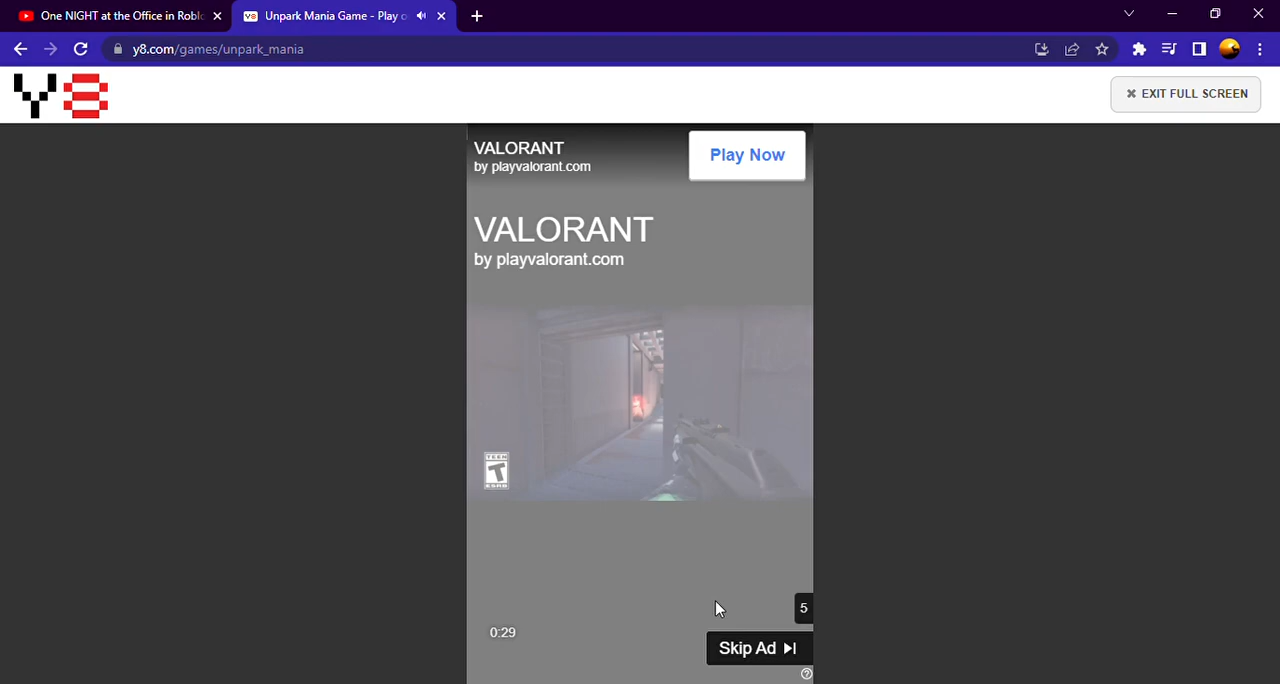 One NIGHT at the Office in Roblo
Unpark Mania Game - Play o
y8.com/games/unpark_mania
Y8
EXIT FULL SCREEN
VALORANT
by playvalorant.com
Play Now
VALORANT
by playvalorant.com
TEEN
T
ESRB
5
0:29
Skip Ad